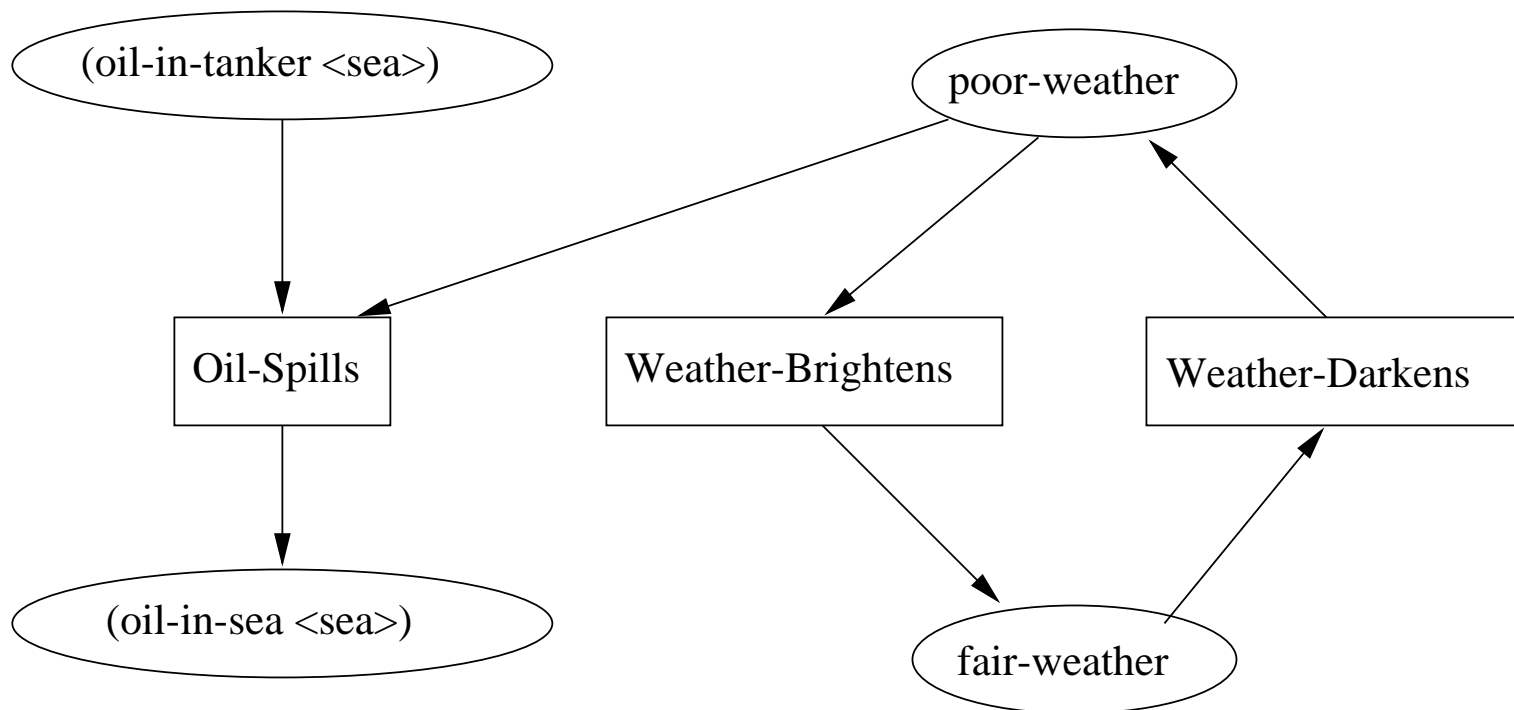 (oil-in-tanker <sea>)
poor-weather
Oil-Spills
Weather-Brightens
Weather-Darkens
(oil-in-sea <sea>)
fair-weather